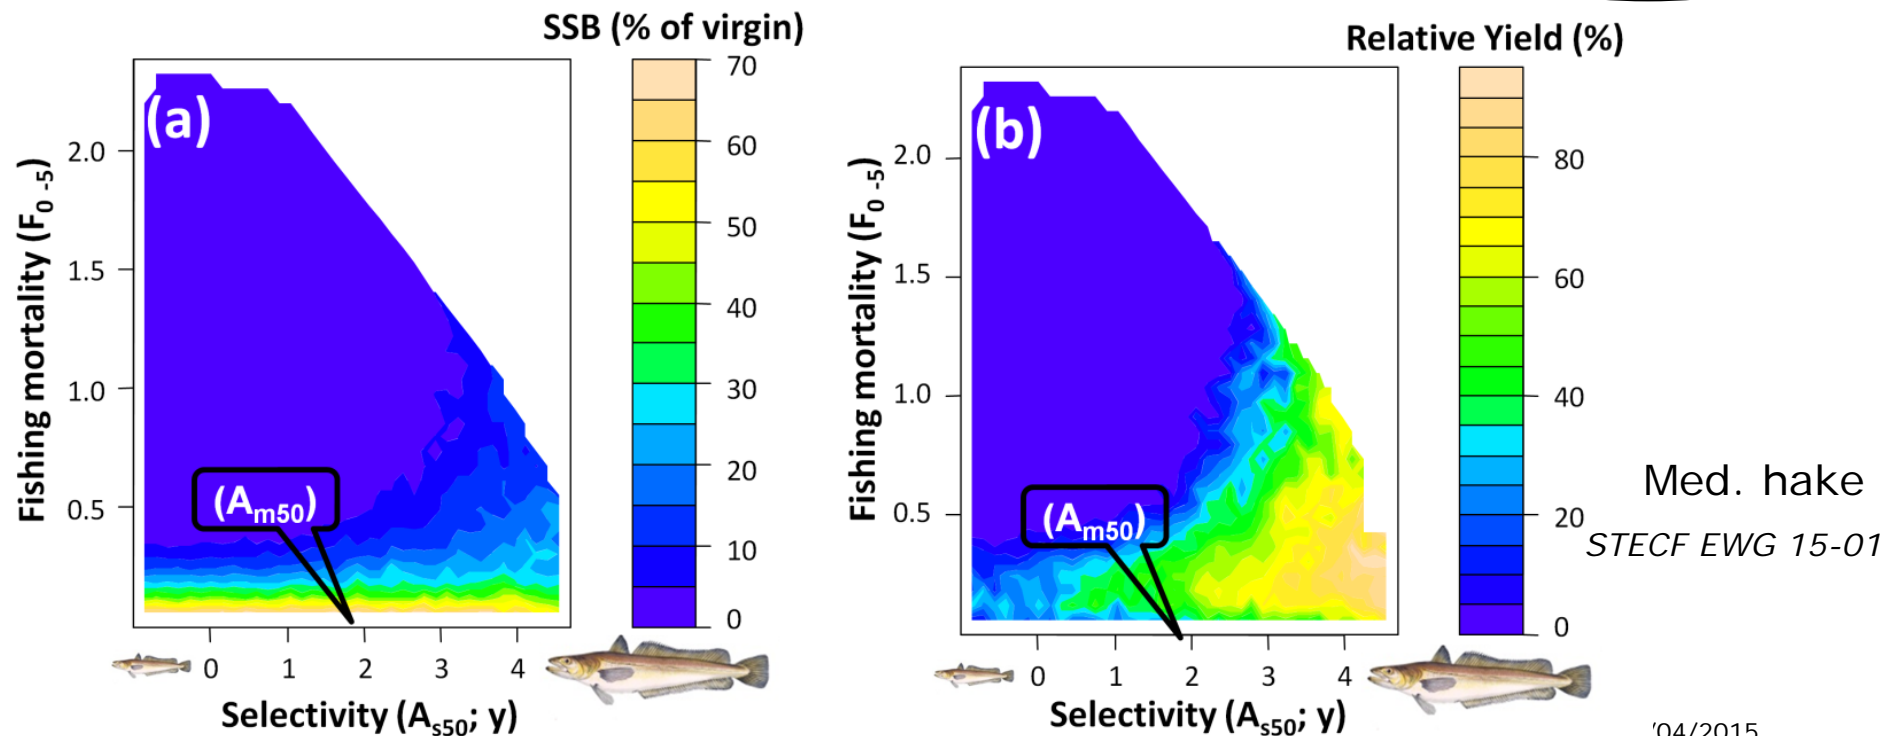 SSB (% of virgin)
(a)
Fishing mortality (F0 -5)
2.0
1.5
1.0
0.5
(Am50)
0 1 2 3 4
Selectivity (As50; y)
70
60
50
40
30
20
10
0
Relative Yield (%)
(b)
Fishing mortality (F0 -5)
2.0
1.5
1.0
0.5
(Am50)
0 1 2 3 4
Selectivity (As50; y)
80
60
40
20
0
Med. hake
STECF EWG 15-01
/04/2015